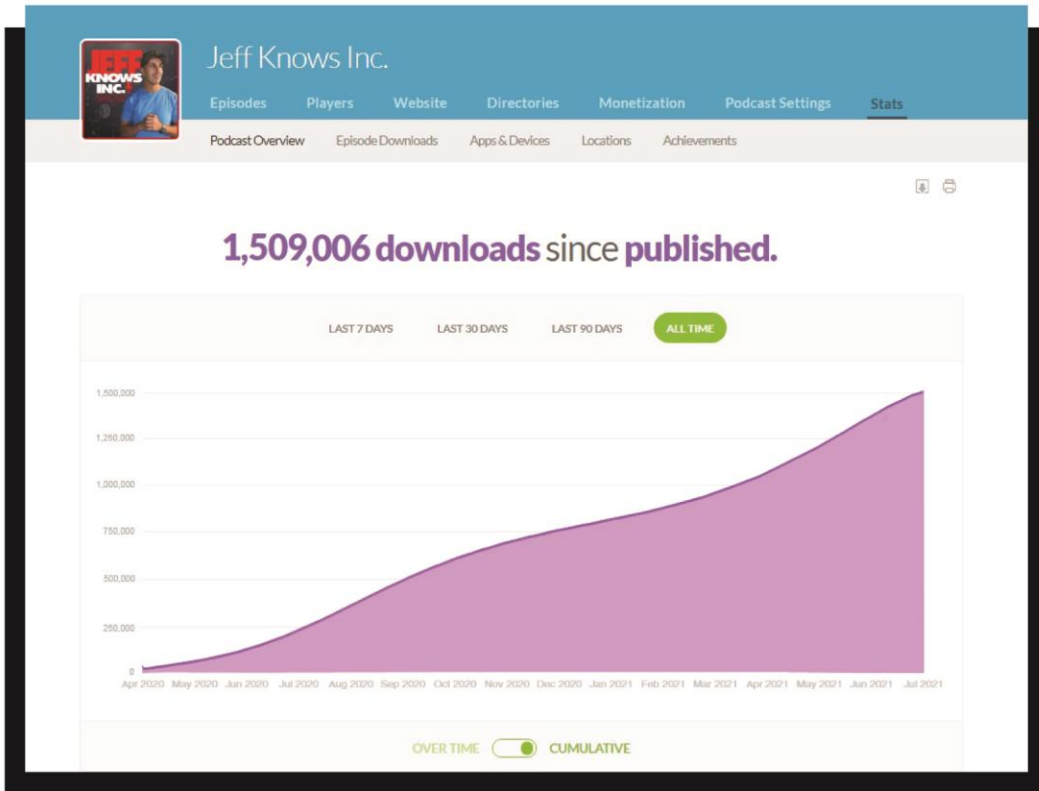 JEFF
KNOWS
INC.
Jeff Knows Inc.
Episodes Players Website Directories Monetization Podcast Settings Stats
Podcast Overview Episode Downloads Apps & Devices Locations Achievements
1,509,006 downloads since published.
LAST 7 DAYS LAST 30 DAYS LAST 90 DAYS ALL TIME
1,500,000
1,250,000
1,000,000
750,000
500,000
250,000
0
Apr 2020 May 2020 Jun 2020 Jul 2020 Aug 2020 Sep 2020 Oct 2020 Nov 2020 Dec 2020 Jan 2021 Feb 2021 Mar 2021 Apr 2021 May 2021 Jun 2021 Jul 2021
OVER TIME CUMULATIVE